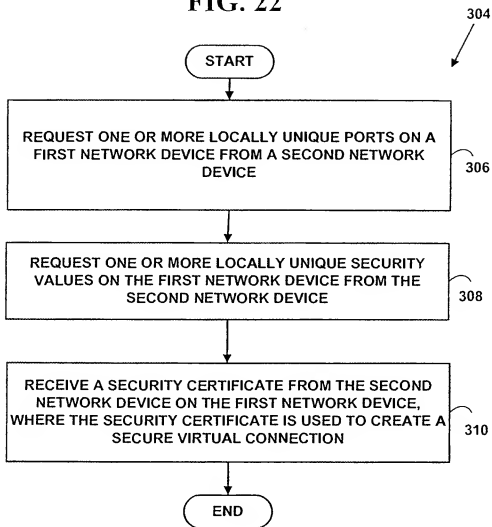 FIG. 22
304
START
REQUEST ONE OR MORE LOCALLY UNIQUE PORTS ON A
FIRST NETWORK DEVICE FROM A SECOND NETWORK
DEVICE
306
REQUEST ONE OR MORE LOCALLY UNIQUE SECURITY
VALUES ON THE FIRST NETWORK DEVICE FROM THE
SECOND NETWORK DEVICE
308
RECEIVE A SECURITY CERTIFICATE FROM THE SECOND
NETWORK DEVICE ON THE FIRST NETWORK DEVICE,
WHERE THE SECURITY CERTIFICATE IS USED TO CREATE A
SECURE VIRTUAL CONNECTION
310
END